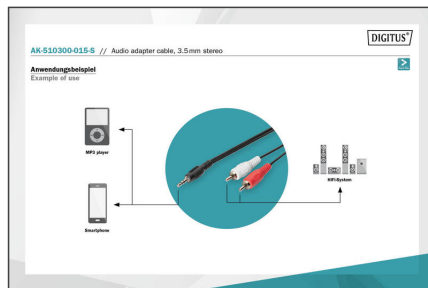 DIGITUS®
AK-510300-015-S // Audio adapter cable, 3.5mm stereo
Anwendungsbeispiel
Example of use
MP3 player
HiFi-System
Smartphone